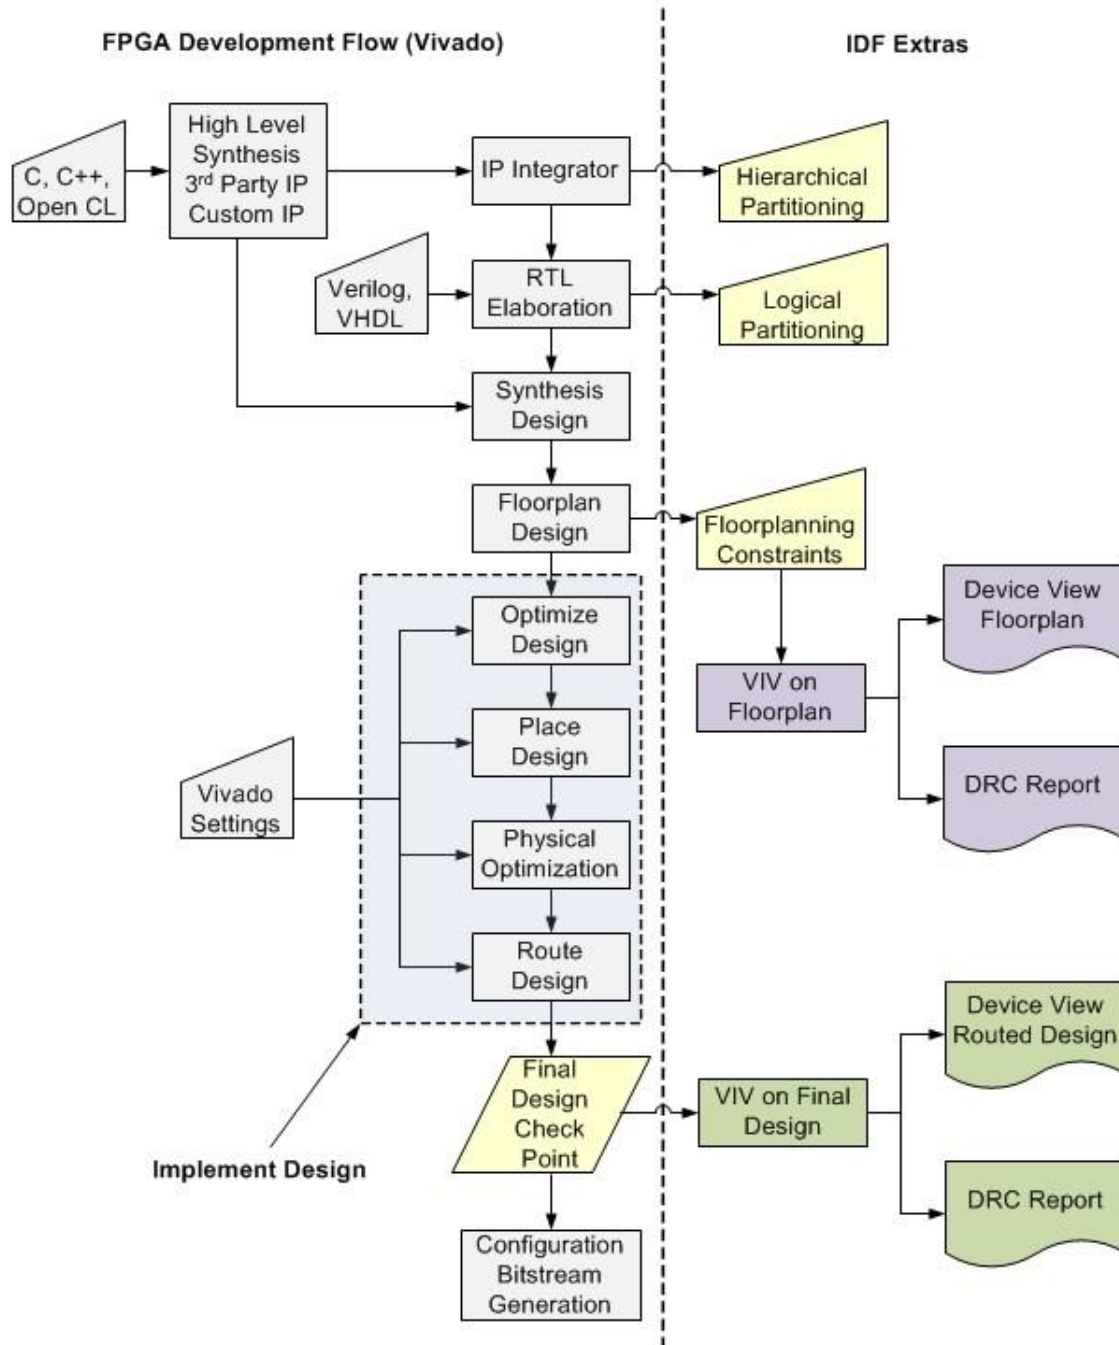 FPGA Development Flow (Vivado)
IDF Extras
C, C++,
Open CL
High Level
Synthesis
3rd Party IP
Custom IP
IP Integrator
Hierarchical
Partitioning
Verilog,
VHDL
RTL
Elaboration
Logical
Partitioning
Synthesis
Design
Floorplan
Design
Floorplanning
Constraints
Device View
Floorplan
Optimize
Design
VIV on
Floorplan
Place
Design
DRC Report
Vivado
Settings
Physical
Optimization
Route
Design
Device View
Routed Design
Final
Design
Check
Point
VIV on Final
Design
Implement Design
DRC Report
Configuration
Bitstream
Generation